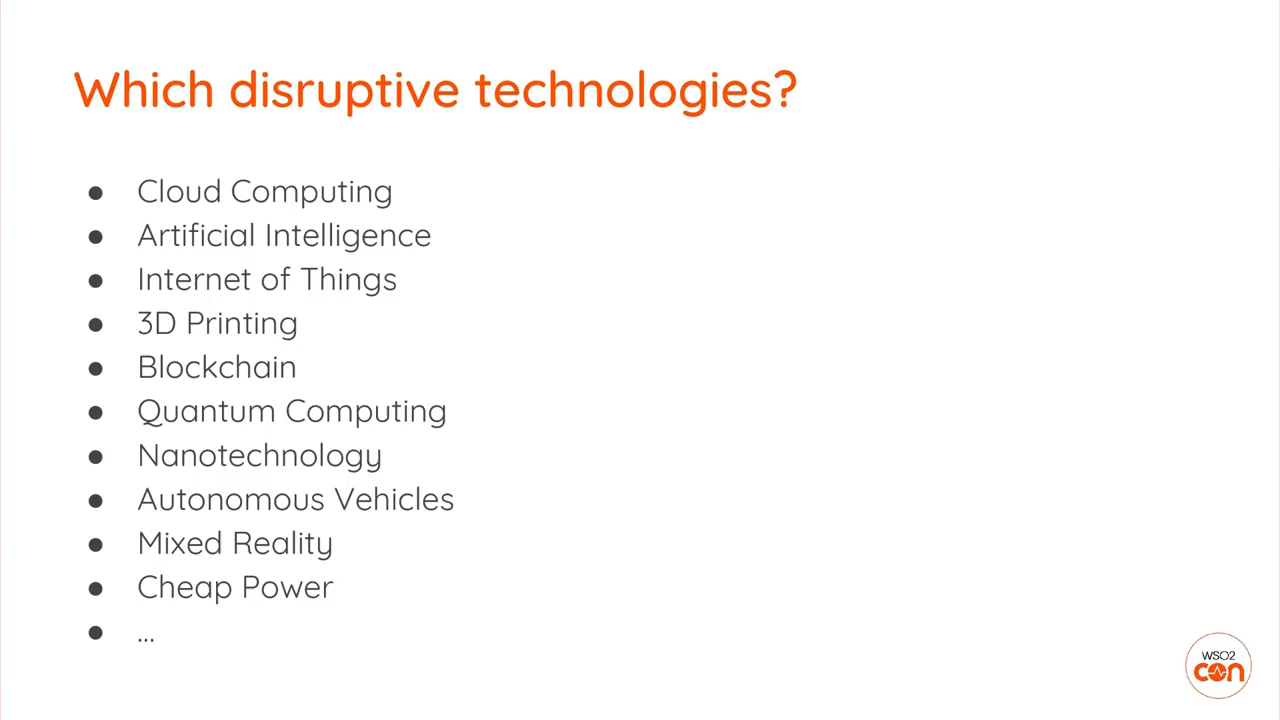 Which disruptive technologies?
● Cloud Computing
● Artificial Intelligence
● Internet of Things
● 3D Printing
● Blockchain
● Quantum Computing
● Nanotechnology
● Autonomous Vehicles
● Mixed Reality
● Cheap Power
● ...
WSO2
con